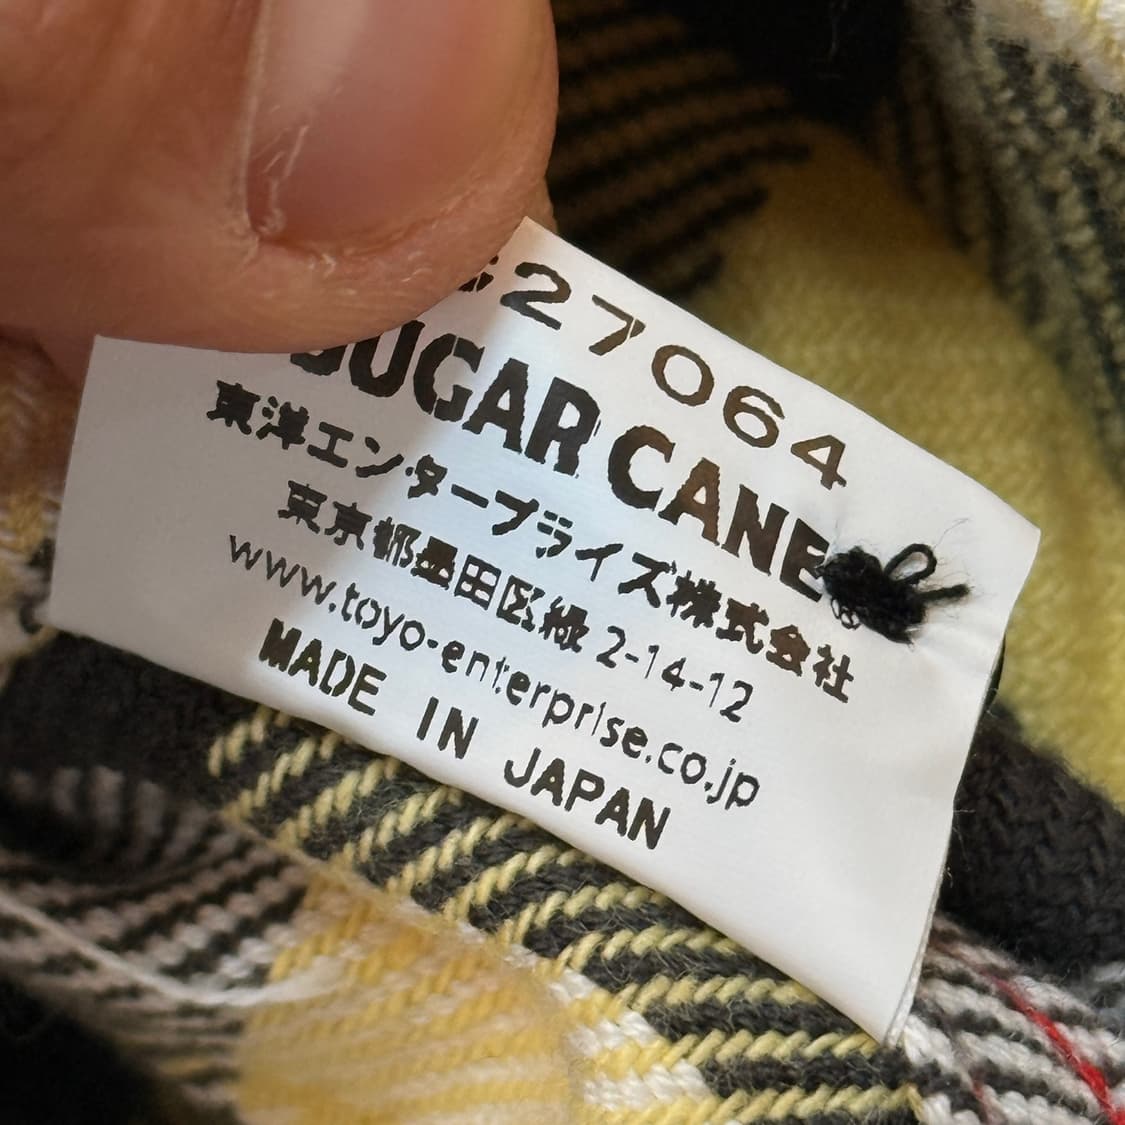 27064
SUGAR CANE
東洋エンタープライズ株式会社
東京都墨田区緑 2-14-12
www.toyo-enterprise.co.jp
MADE IN JAPAN